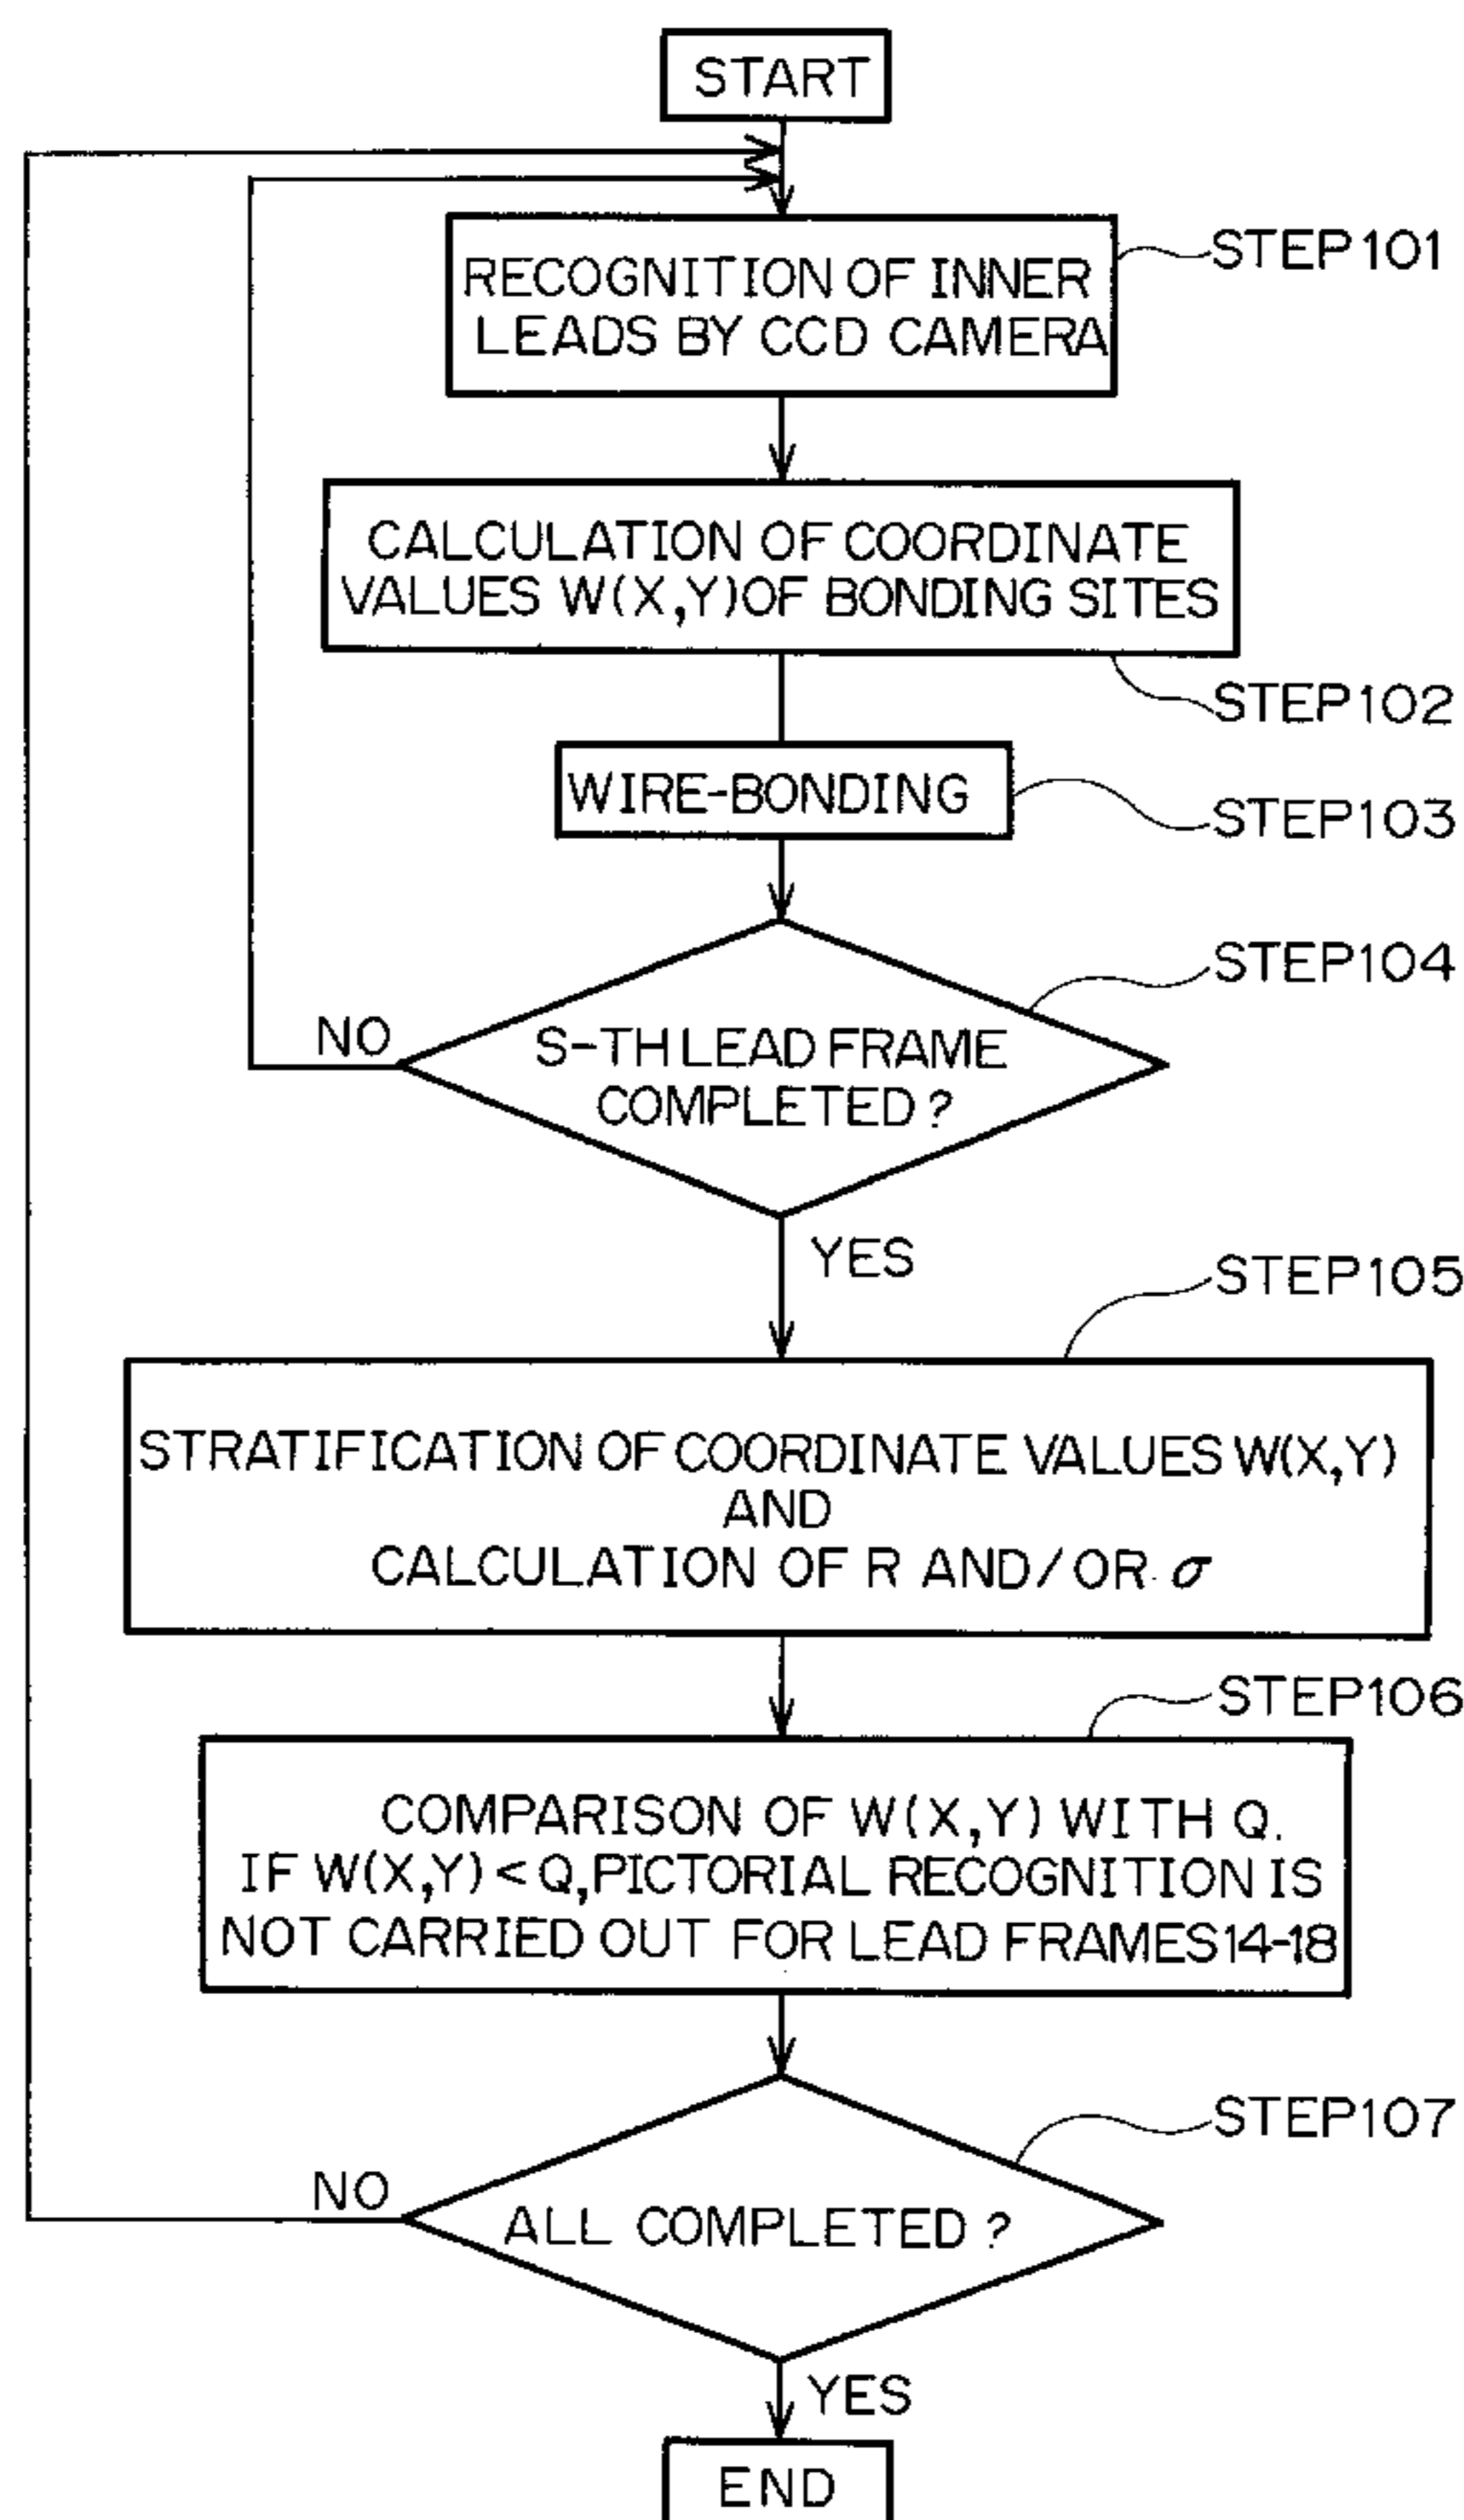 START
RECOGNITION OF INNER
LEADS BY CCD CAMERA
STEP101
CALCULATION OF COORDINATE
VALUES W(X,Y)OF BONDING SITES
STEP102
WIRE-BONDING
STEP103
STEP104
NO
S-TH LEAD FRAME
COMPLETED?
YES
STEP105
STRATIFICATION OF COORDINATE VALUES W(X,Y)
AND
CALCULATION OF R AND/OR σ
STEP106
COMPARISON OF W(X,Y) WITH Q.
IF W(X,Y)<Q,PICTORIAL RECOGNITION IS
NOT CARRIED OUT FOR LEAD FRAMES14-18
STEP107
NO
ALL COMPLETED?
YES
END